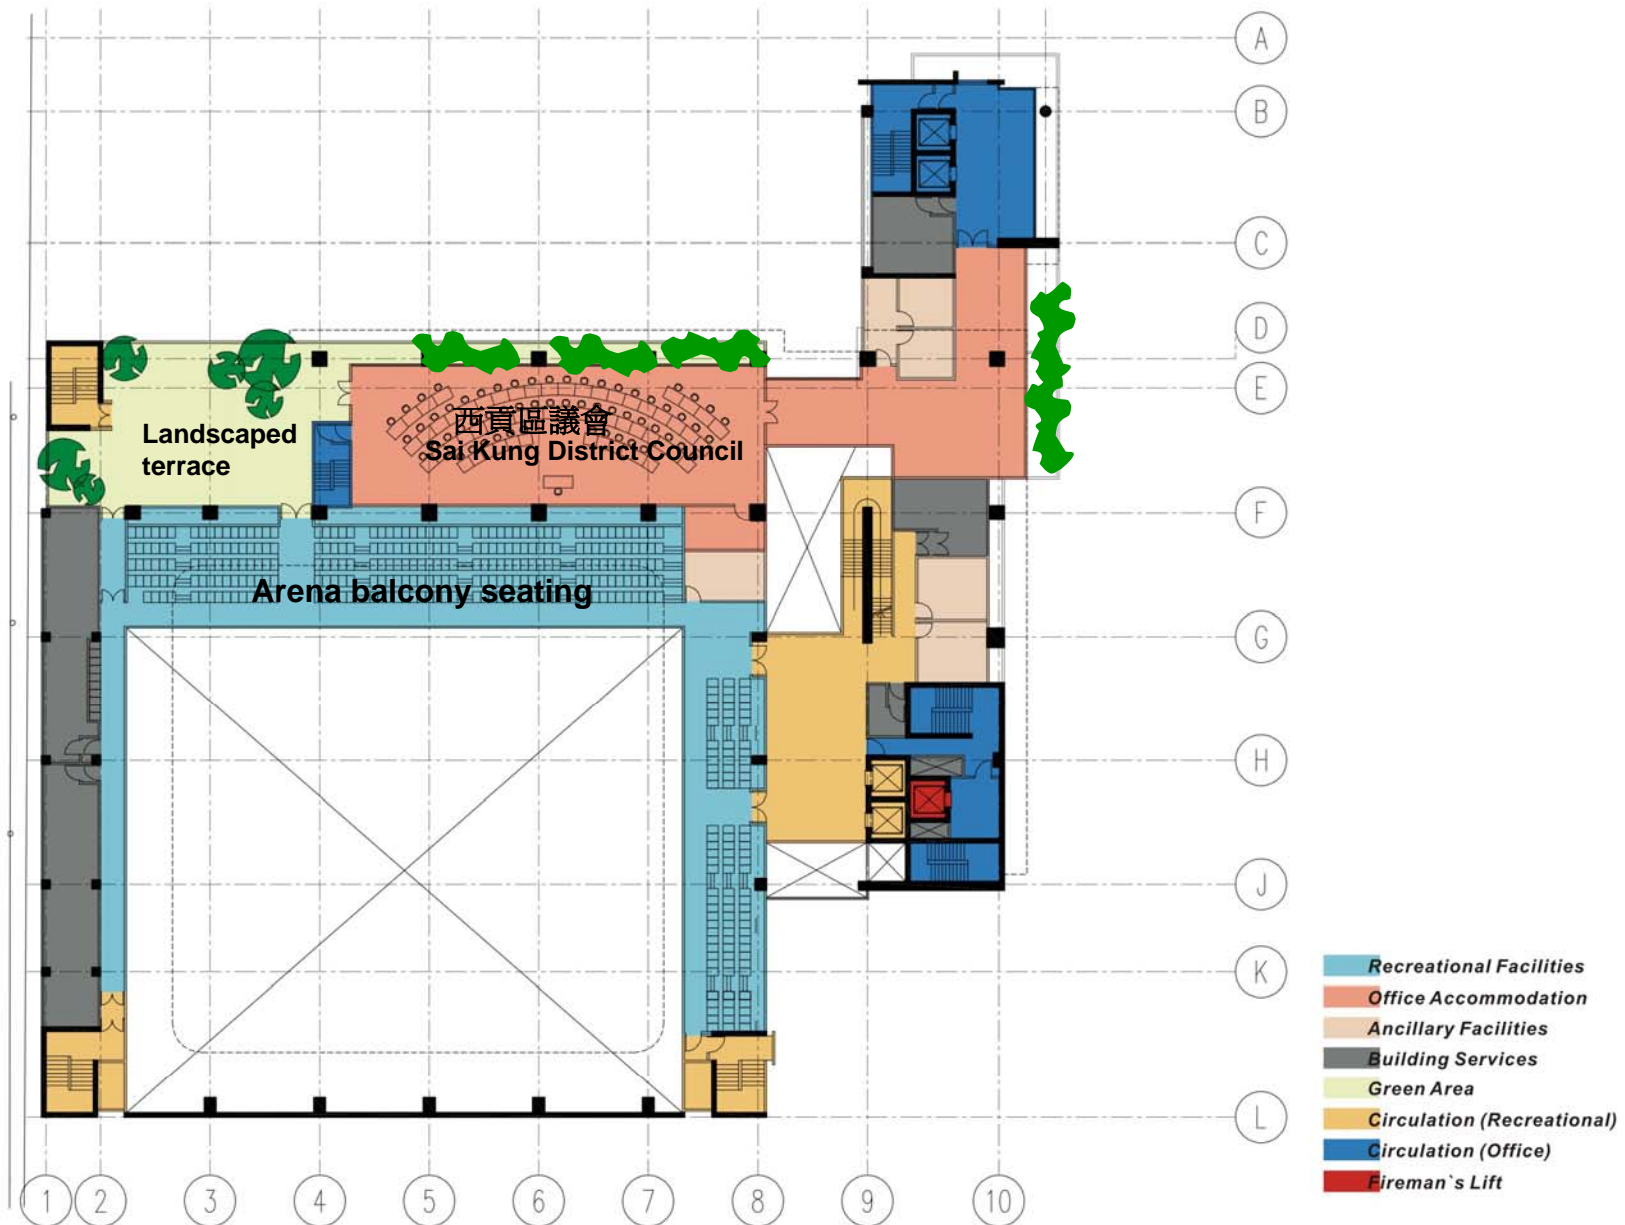 A
B
C
D
E
F
G
H
J
K
L
西貢區議會
Sai Kung District Council
Landscaped
terrace
Arena balcony seating
Recreational Facilities
Office Accommodation
Ancillary Facilities
Building Services
Green Area
Circulation (Recreational)
Circulation (Office)
Fireman`s Lift
1 2 3 4 5 6 7 8 9 10